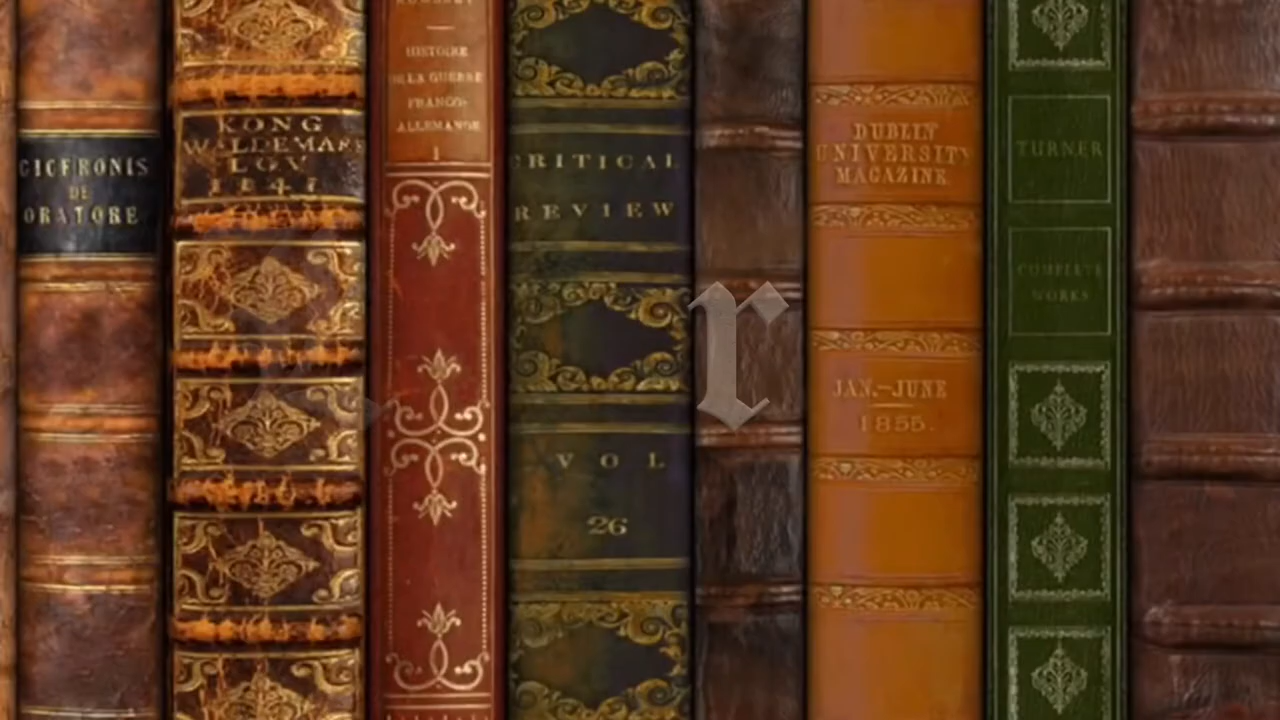 CICERONIS
DE
ORATORE
KONG
WALDEMARS
LOV
1847
HISTOIRE
DE LA GUERRE
FRANCO-
ALLEMANDE
I
CRITICAL
REVIEW
VOL
26
r
DUBLIN
UNIVERSITY
MAGAZINE
JAN.—JUNE
1855.
TURNER
COMPLETE
WORKS